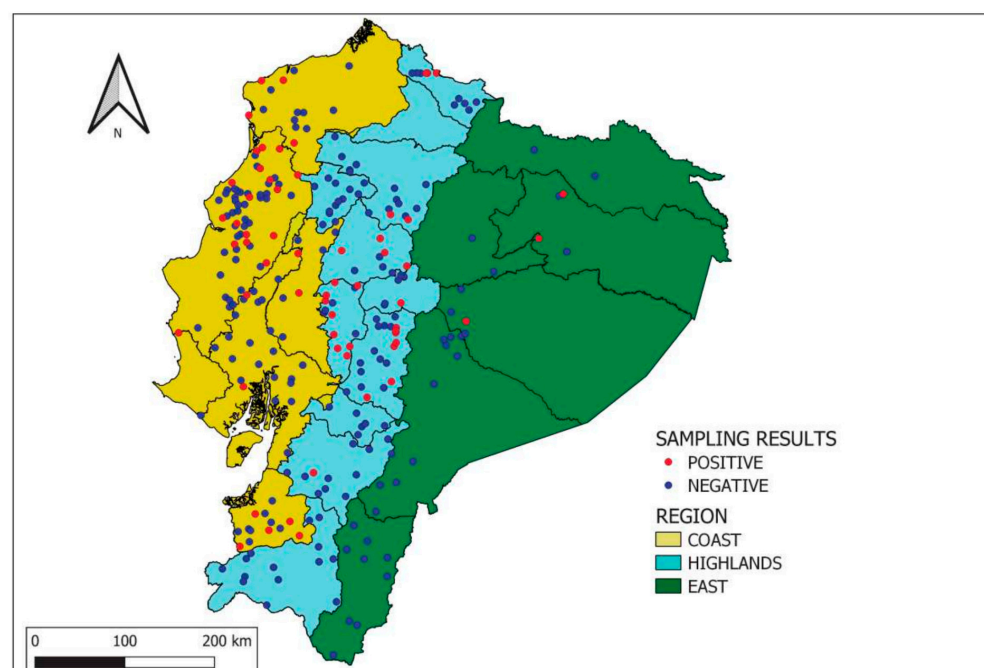 N
SAMPLING RESULTS
POSITIVE
NEGATIVE
REGION
COAST
HIGHLANDS
EAST
0 100 200 km